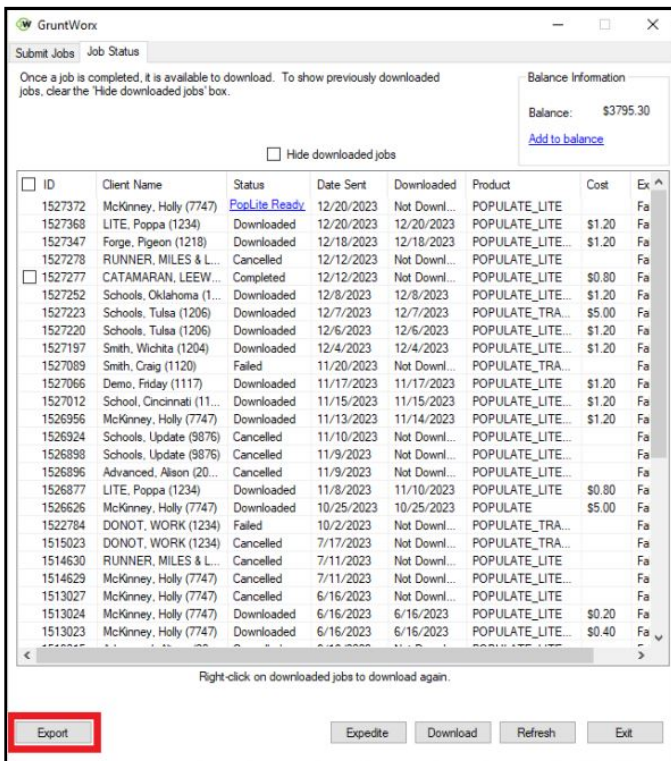 GruntWorx
Submit Jobs Job Status
Once a job is completed, it is available to download. To show previously downloaded
jobs, clear the 'Hide downloaded jobs' box.
Balance Information
Balance: $3795.30
Add to balance
Hide downloaded jobs
ID Client Name Status Date Sent Downloaded Product Cost Ex
1527372 McKinney, Holly (7747) PopLite Ready 12/20/2023 Not Downl... POPULATE_LITE Fa
1527368 LITE, Poppa (1234) Downloaded 12/20/2023 12/20/2023 POPULATE_LITE $1.20 Fa
1527347 Forge, Pigeon (1218) Downloaded 12/18/2023 12/18/2023 POPULATE_LITE... $1.20 Fa
1527278 RUNNER, MILES & L... Cancelled 12/12/2023 Not Downl... POPULATE_LITE Fa
1527277 CATAMARAN, LEEW... Completed 12/12/2023 Not Downl... POPULATE_LITE $0.80 Fa
1527252 Schools, Oklahoma (1... Downloaded 12/8/2023 12/8/2023 POPULATE_LITE... $1.20 Fa
1527223 Schools, Tulsa (1206) Downloaded 12/7/2023 12/7/2023 POPULATE_TRA... $5.00 Fa
1527220 Schools, Tulsa (1206) Downloaded 12/6/2023 12/6/2023 POPULATE_LITE... $1.20 Fa
1527197 Smith, Wichita (1204) Downloaded 12/4/2023 12/4/2023 POPULATE_LITE... $1.20 Fa
1527089 Smith, Craig (1120) Failed 11/20/2023 Not Downl... POPULATE_TRA... Fa
1527066 Demo, Friday (1117) Downloaded 11/17/2023 11/17/2023 POPULATE_LITE $1.20 Fa
1527012 School, Cincinnati (11... Downloaded 11/15/2023 11/15/2023 POPULATE_LITE... $1.20 Fa
1526956 McKinney, Holly (7747) Downloaded 11/13/2023 11/14/2023 POPULATE_LITE... $1.20 Fa
1526924 Schools, Update (9876) Cancelled 11/10/2023 Not Downl... POPULATE_LITE... Fa
1526898 Schools, Update (9876) Cancelled 11/9/2023 Not Downl... POPULATE_LITE... Fa
1526896 Advanced, Alison (20... Cancelled 11/9/2023 Not Downl... POPULATE_LITE... Fa
1526877 LITE, Poppa (1234) Downloaded 11/8/2023 11/10/2023 POPULATE_LITE $0.80 Fa
1526626 McKinney, Holly (7747) Downloaded 10/25/2023 10/25/2023 POPULATE $5.00 Fa
1522784 DONOT, WORK (1234) Failed 10/2/2023 Not Downl... POPULATE_TRA... Fa
1515023 DONOT, WORK (1234) Cancelled 7/17/2023 Not Downl... POPULATE_TRA... Fa
1514630 RUNNER, MILES & L... Cancelled 7/11/2023 Not Downl... POPULATE_LITE Fa
1514629 McKinney, Holly (7747) Cancelled 7/11/2023 Not Downl... POPULATE_LITE Fa
1513027 McKinney, Holly (7747) Cancelled 6/16/2023 Not Downl... POPULATE_LITE... Fa
1513024 McKinney, Holly (7747) Downloaded 6/16/2023 6/16/2023 POPULATE_LITE... $0.20 Fa
1513023 McKinney, Holly (7747) Downloaded 6/16/2023 6/16/2023 POPULATE_LITE... $0.40 Fa
Right-click on downloaded jobs to download again.
Export Expedite Download Refresh Exit